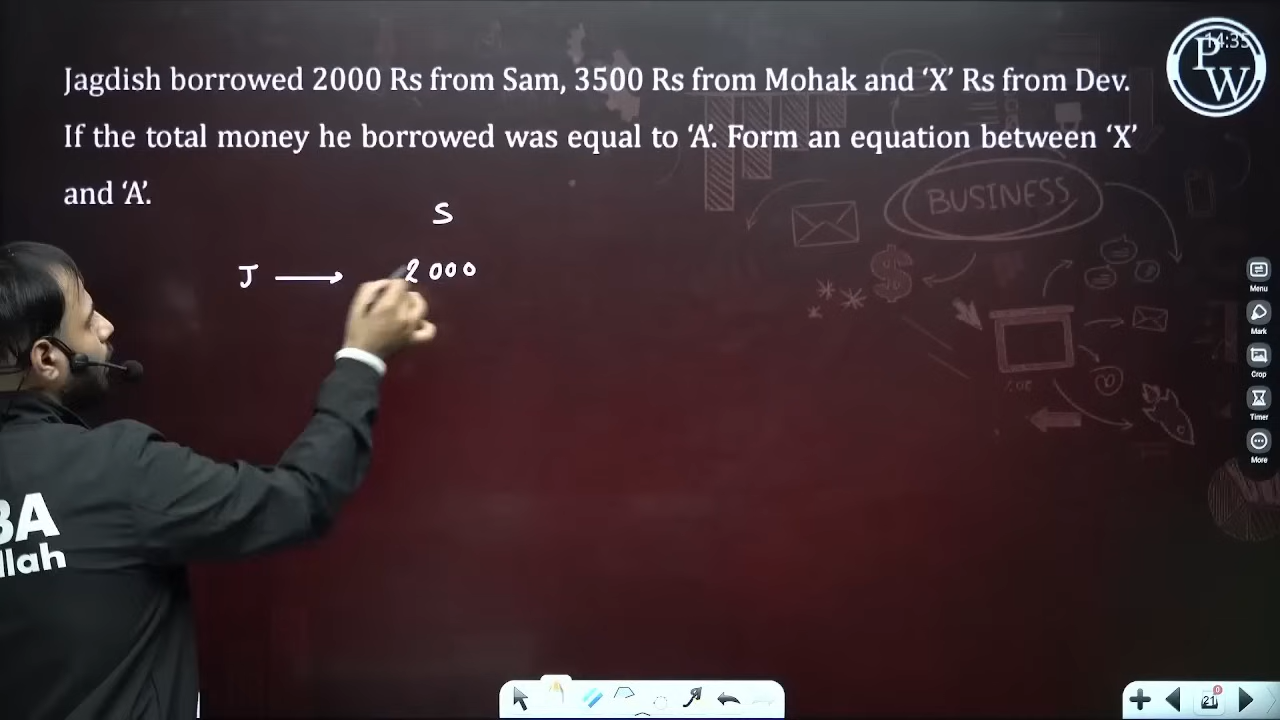 Jagdish borrowed 2000 Rs from Sam, 3500 Rs from Mohak and ‘X’ Rs from Dev.
If the total money he borrowed was equal to ‘A’. Form an equation between ‘X’
and ‘A’.
S
J → 2000
BUSINESS
PW
14:35
Menu
Mark
Crop
Timer
More
BA
llah
21